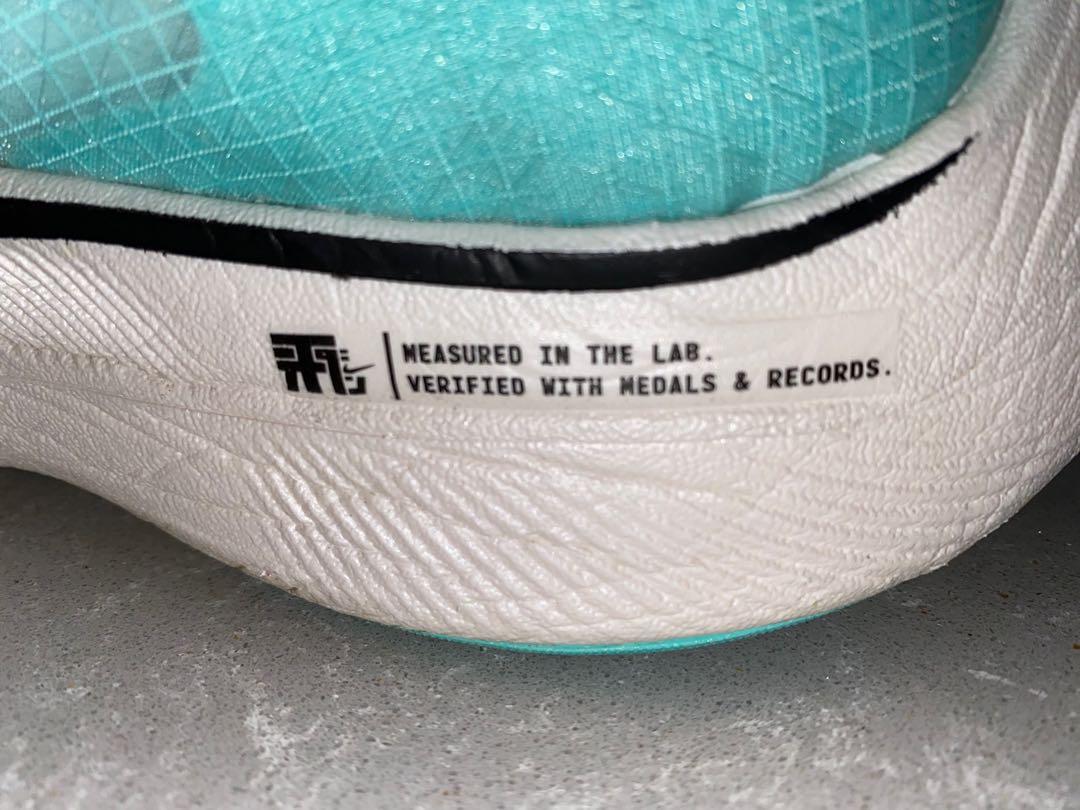 MEASURED IN THE LAB.
VERIFIED WITH MEDALS & RECORDS.